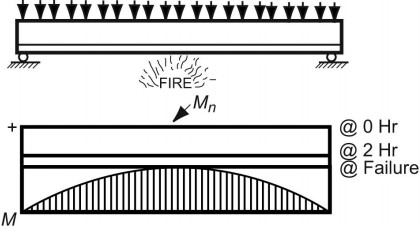 FIRE
Mn
+
@ 0 Hr
@ 2 Hr
@ Failure
M